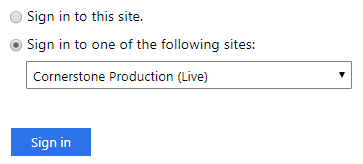 Sign in to this site.
Sign in to one of the following sites:
Cornerstone Production (Live)
Sign in